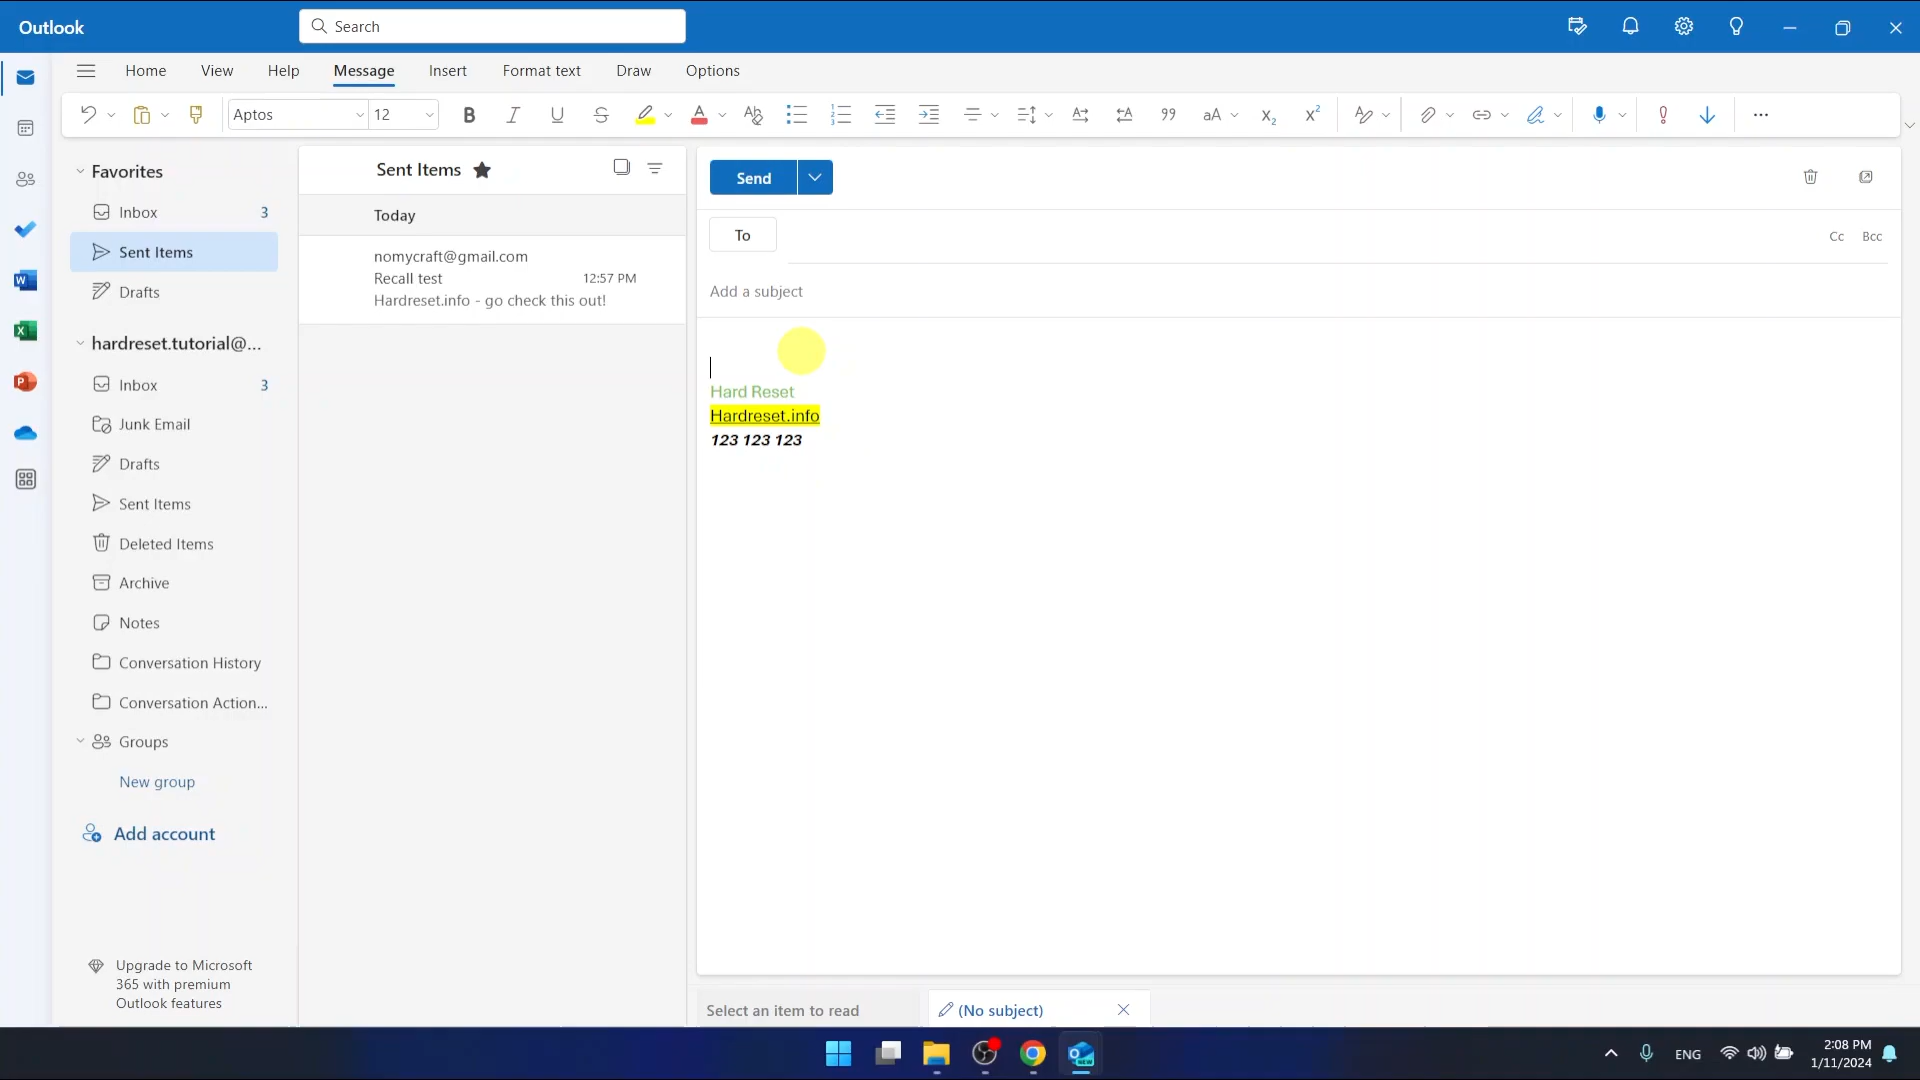 Outlook
Search
Home
View
Help
Message
Insert
Format text
Draw
Options
Aptos
12
Favorites
Inbox
3
Sent Items
Drafts
hardreset.tutorial@...
Inbox
3
Junk Email
Drafts
Sent Items
Deleted Items
Archive
Notes
Conversation History
Conversation Action...
Groups
New group
Add account
Upgrade to Microsoft
365 with premium
Outlook features
Sent Items
Today
nomycraft@gmail.com
Recall test
12:57 PM
Hardreset.info - go check this out!
Send
To
Cc
Bcc
Add a subject
Hard Reset
Hardreset.info
123 123 123
Select an item to read
(No subject)
ENG
2:08 PM
1/11/2024